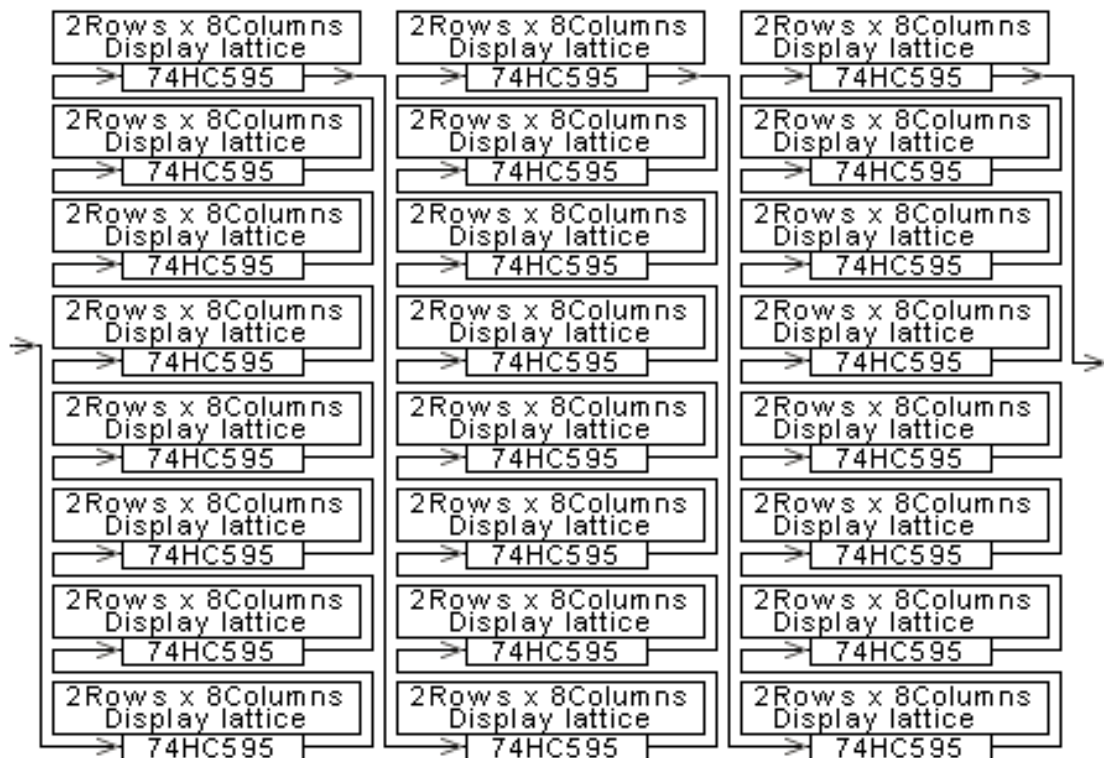 2Rows x 8Columns
Display lattice
74HC595
2Rows x 8Columns
Display lattice
74HC595
2Rows x 8Columns
Display lattice
74HC595
2Rows x 8Columns
Display lattice
74HC595
2Rows x 8Columns
Display lattice
74HC595
2Rows x 8Columns
Display lattice
74HC595
2Rows x 8Columns
Display lattice
74HC595
2Rows x 8Columns
Display lattice
74HC595
2Rows x 8Columns
Display lattice
74HC595
2Rows x 8Columns
Display lattice
74HC595
2Rows x 8Columns
Display lattice
74HC595
2Rows x 8Columns
Display lattice
74HC595
2Rows x 8Columns
Display lattice
74HC595
2Rows x 8Columns
Display lattice
74HC595
2Rows x 8Columns
Display lattice
74HC595
2Rows x 8Columns
Display lattice
74HC595
2Rows x 8Columns
Display lattice
74HC595
2Rows x 8Columns
Display lattice
74HC595
2Rows x 8Columns
Display lattice
74HC595
2Rows x 8Columns
Display lattice
74HC595
2Rows x 8Columns
Display lattice
74HC595
2Rows x 8Columns
Display lattice
74HC595
2Rows x 8Columns
Display lattice
74HC595
2Rows x 8Columns
Display lattice
74HC595